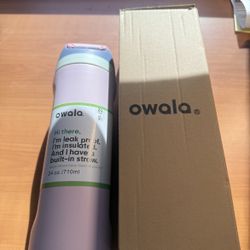 owala
Hi there,
I'm leak proof.
I'm insulated.
And I have a
built-in straw.
24 oz./710ml
owala